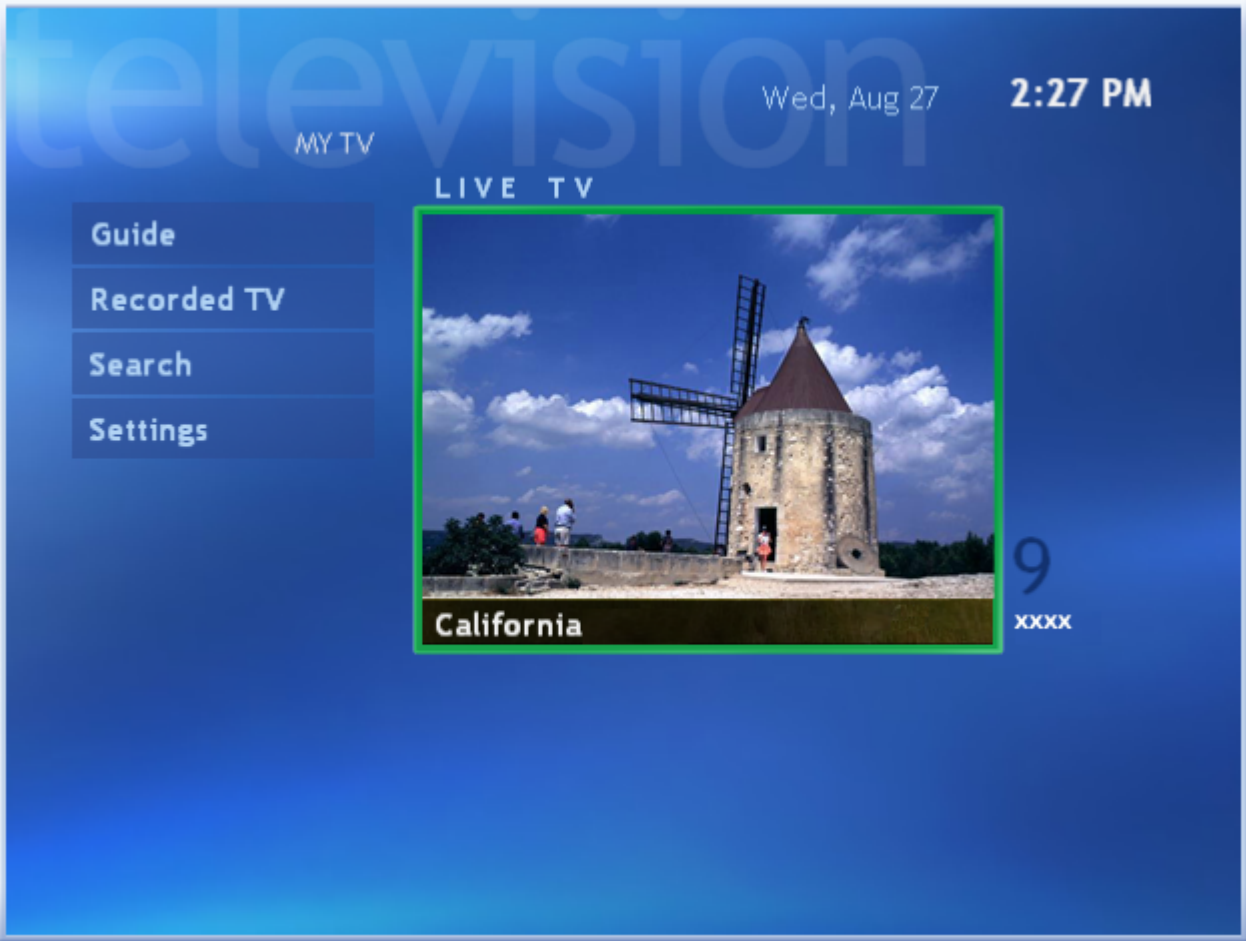 television
Wed, Aug 27
2:27 PM
MY TV
LIVE TV
Guide
Recorded TV
Search
Settings
9
xxxx
California